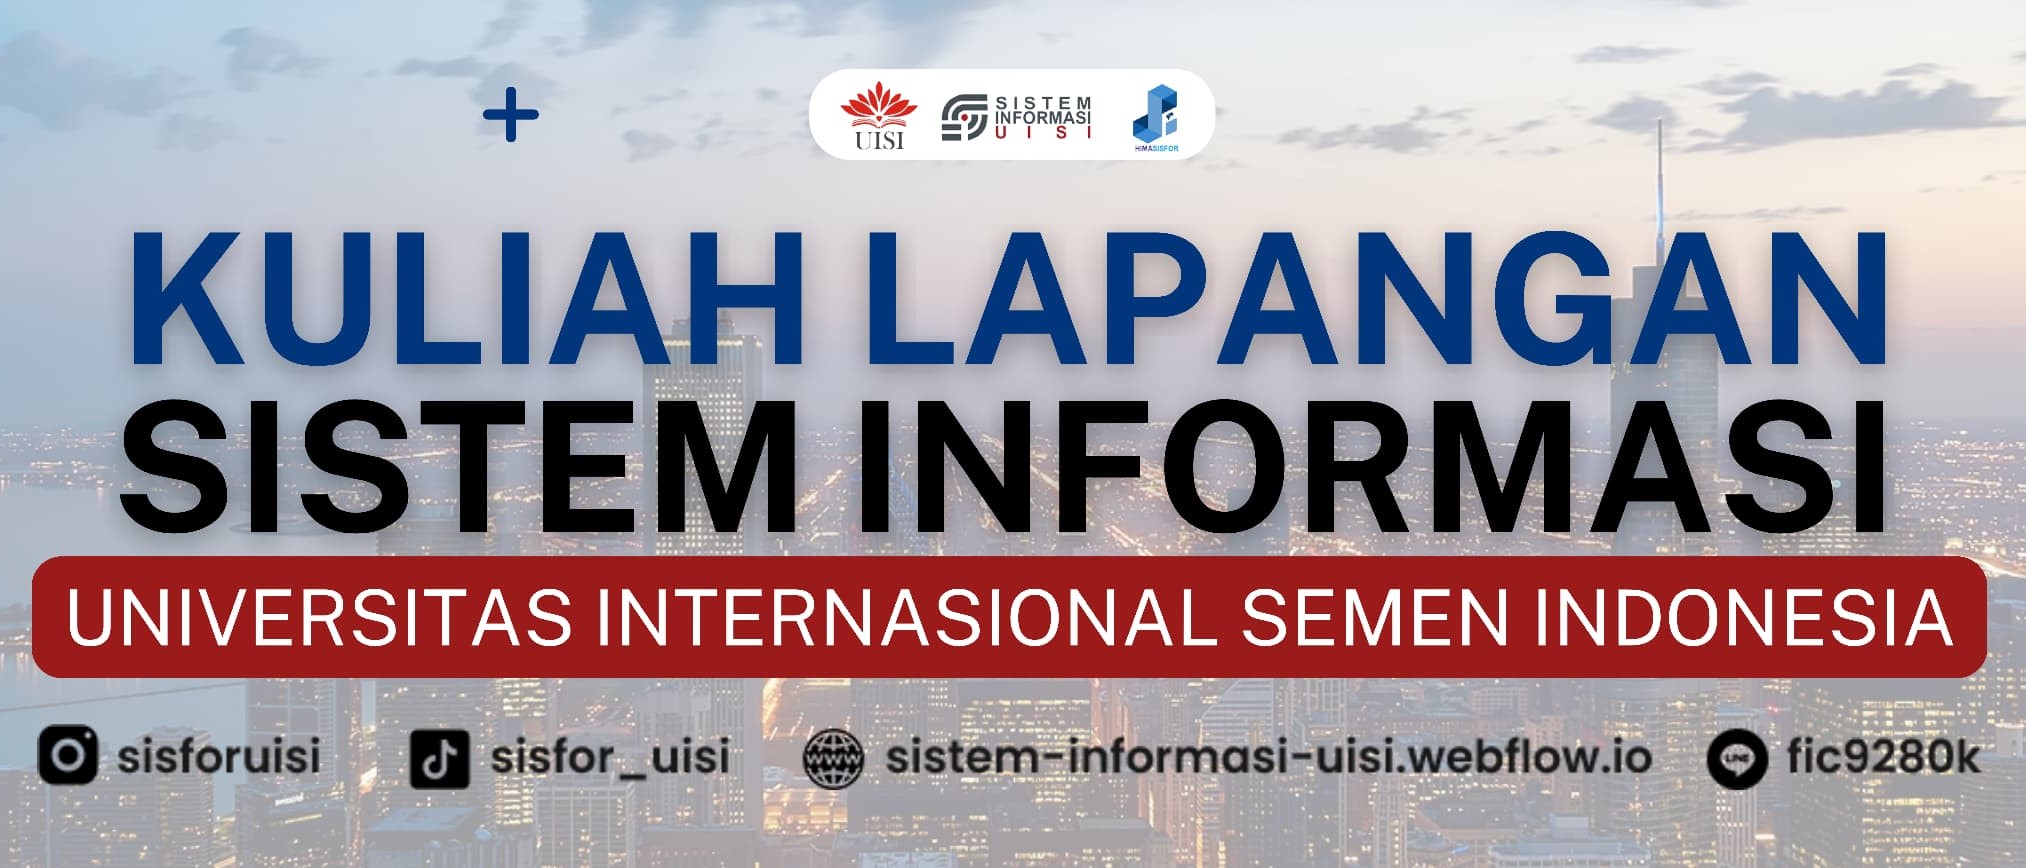 UISI
SISTEM
INFORMASI
UISI
HIMASISFOR
KULIAH LAPANGAN
SISTEM INFORMASI
UNIVERSITAS INTERNASIONAL SEMEN INDONESIA
sisforuisi
sisfor_uisi
sistem-informasi-uisi.webflow.io
LINE
fic9280k